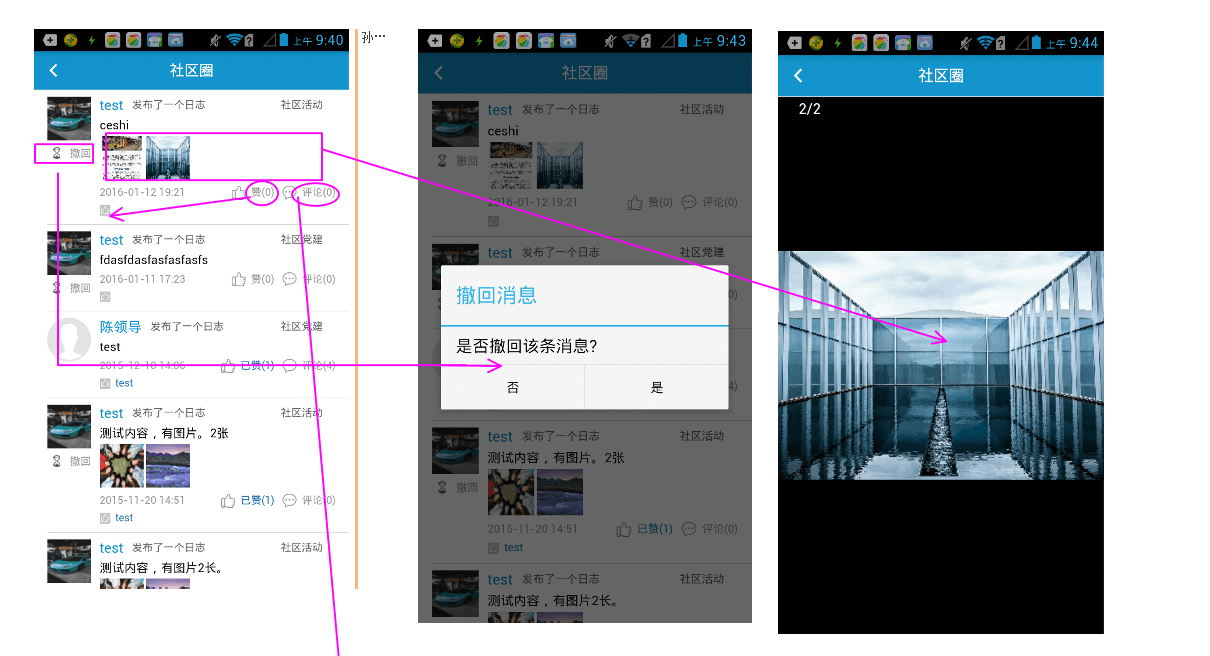 上午 9:40
社区圈
test 发布了一个日志 社区活动
ceshi
撤回
2016-01-12 19:21 赞(0) 评论(0)
test 发布了一个日志 社区党建
fdasfdasfasfasfasfs
2016-01-11 17:23 赞(0) 评论(0)
撤回
陈领导 发布了一个日志 社区党建
test
2015-12-10 14:06 已赞(1) 评论(4)
test
test 发布了一个日志 社区活动
测试内容，有图片。2张
撤回
2015-11-20 14:51 已赞(1) 评论(0)
test
test 发布了一个日志 社区活动
测试内容，有图片2长。
孙…
上午 9:43
社区圈
test 发布了一个日志 社区活动
ceshi
撤回
2016-01-12 19:21 赞(0) 评论(0)
test 发布了一个日志 社区党建
撤回消息
是否撤回该条消息?
否 是
test 发布了一个日志 社区活动
测试内容，有图片。2张
撤回
2015-11-20 14:51 已赞(1) 评论(0)
test
test 发布了一个日志 社区活动
测试内容，有图片2长。
上午 9:44
社区圈
2/2